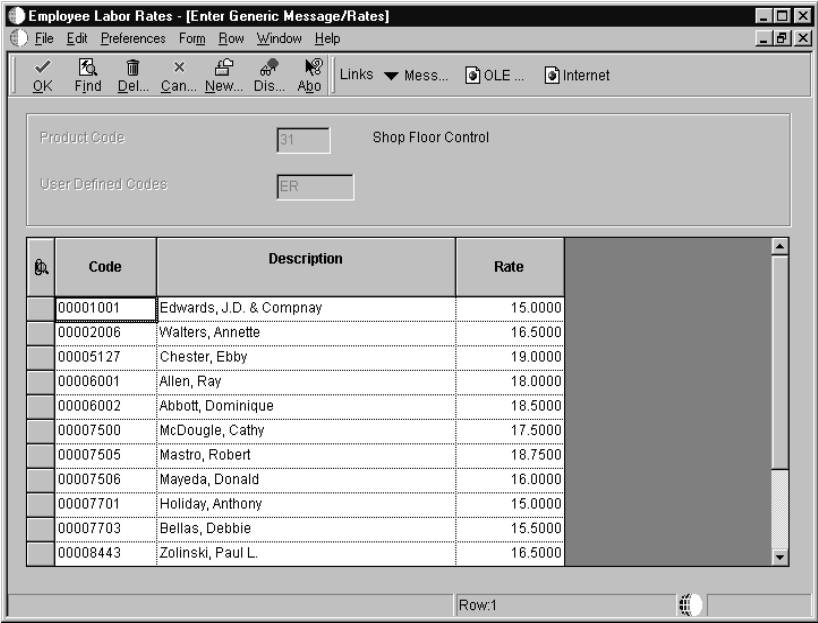 Employee Labor Rates - [Enter Generic Message/Rates]
File Edit Preferences Form Row Window Help
OK Find Del... Can... New... Dis... Abo Links Mess... OLE ... Internet
Product Code 31 Shop Floor Control
User Defined Codes ER
Code Description Rate
00001001 Edwards, J.D. & Compnay 15.0000
00002006 Walters, Annette 16.5000
00005127 Chester, Ebby 19.0000
00006001 Allen, Ray 18.0000
00006002 Abbott, Dominique 18.5000
00007500 McDougle, Cathy 17.5000
00007505 Mastro, Robert 18.7500
00007506 Mayeda, Donald 16.0000
00007701 Holiday, Anthony 15.0000
00007703 Bellas, Debbie 15.5000
00008443 Zolinski, Paul L. 16.5000
Row:1